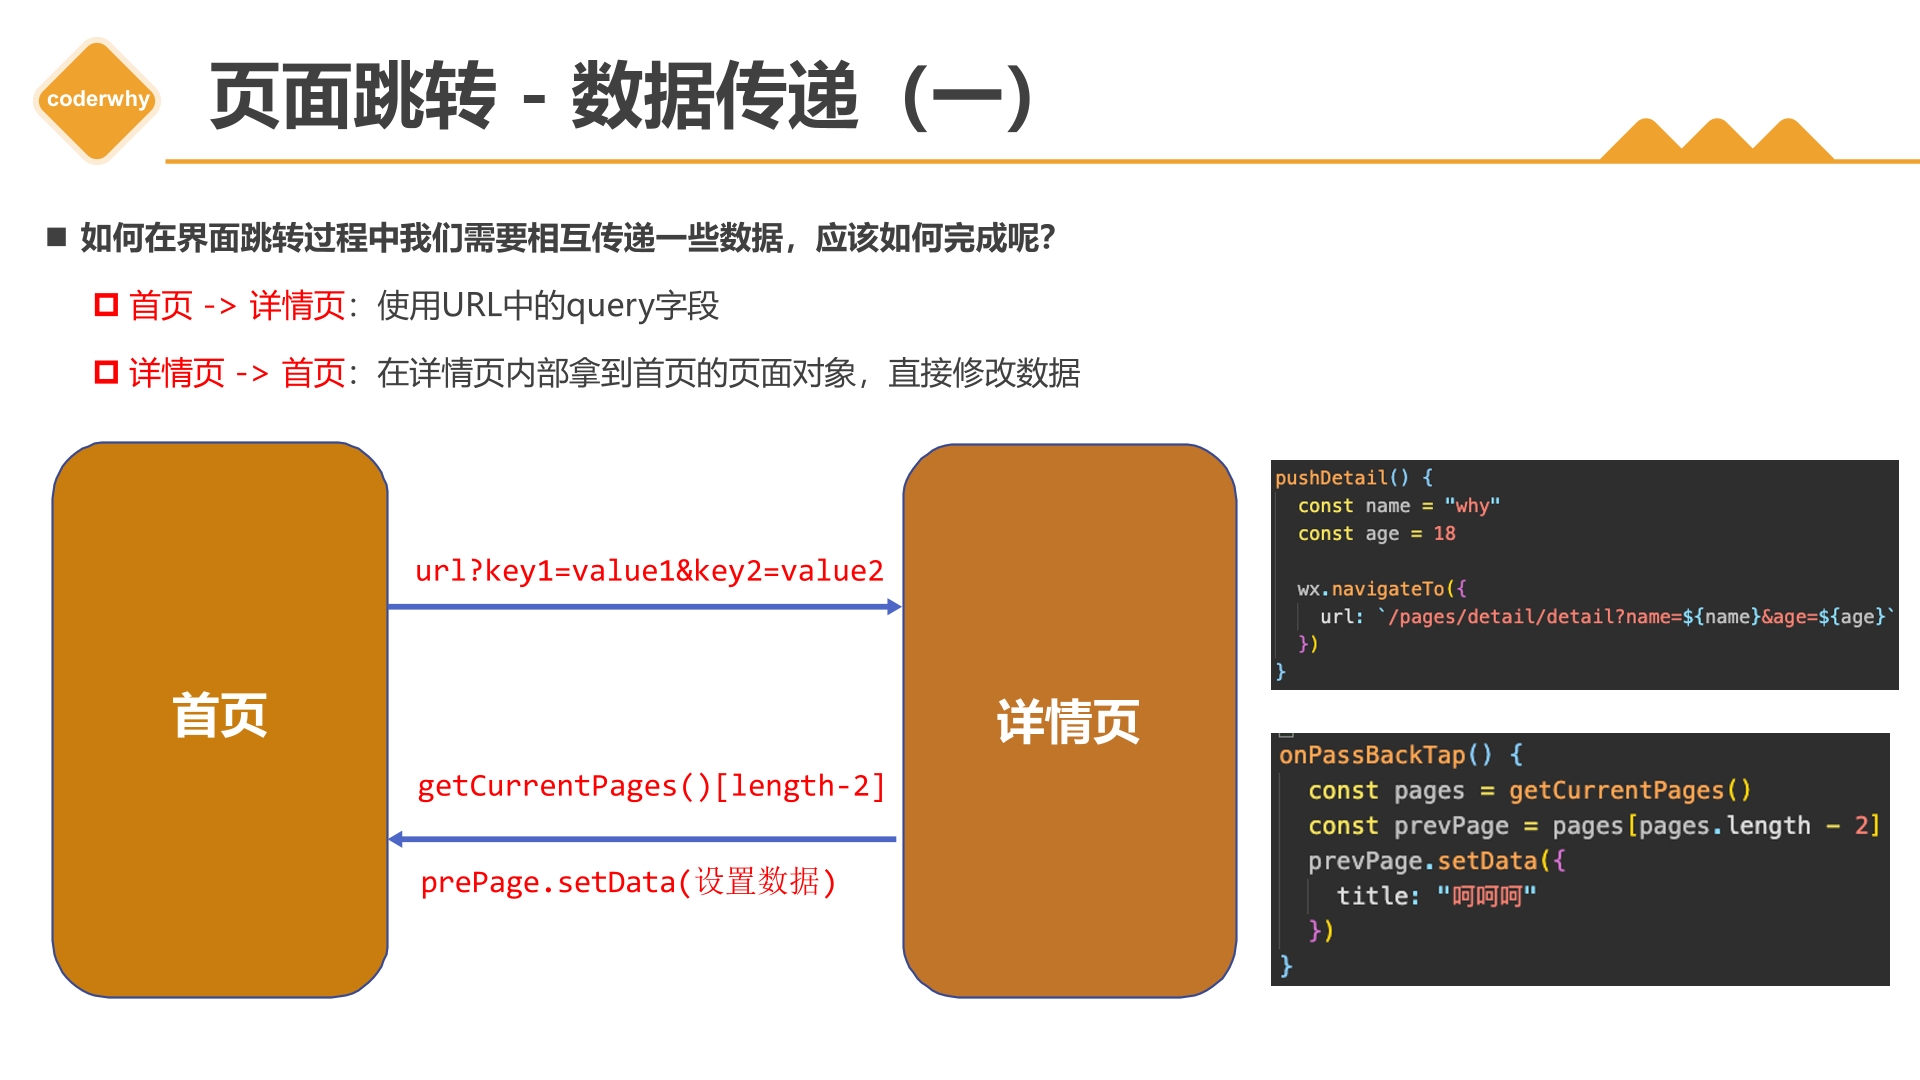 coderwhy
页面跳转 - 数据传递（一）
如何在界面跳转过程中我们需要相互传递一些数据，应该如何完成呢？
首页 -> 详情页：使用URL中的query字段
详情页 -> 首页：在详情页内部拿到首页的页面对象，直接修改数据
首页
url?key1=value1&key2=value2
getCurrentPages()[length-2]
prePage.setData(设置数据)
详情页
pushDetail() {
const name = "why"
const age = 18
wx.navigateTo({
url: `/pages/detail/detail?name=${name}&age=${age}`
})
}
onPassBackTap() {
const pages = getCurrentPages()
const prevPage = pages[pages.length - 2]
prevPage.setData({
title: "呵呵呵"
})
}